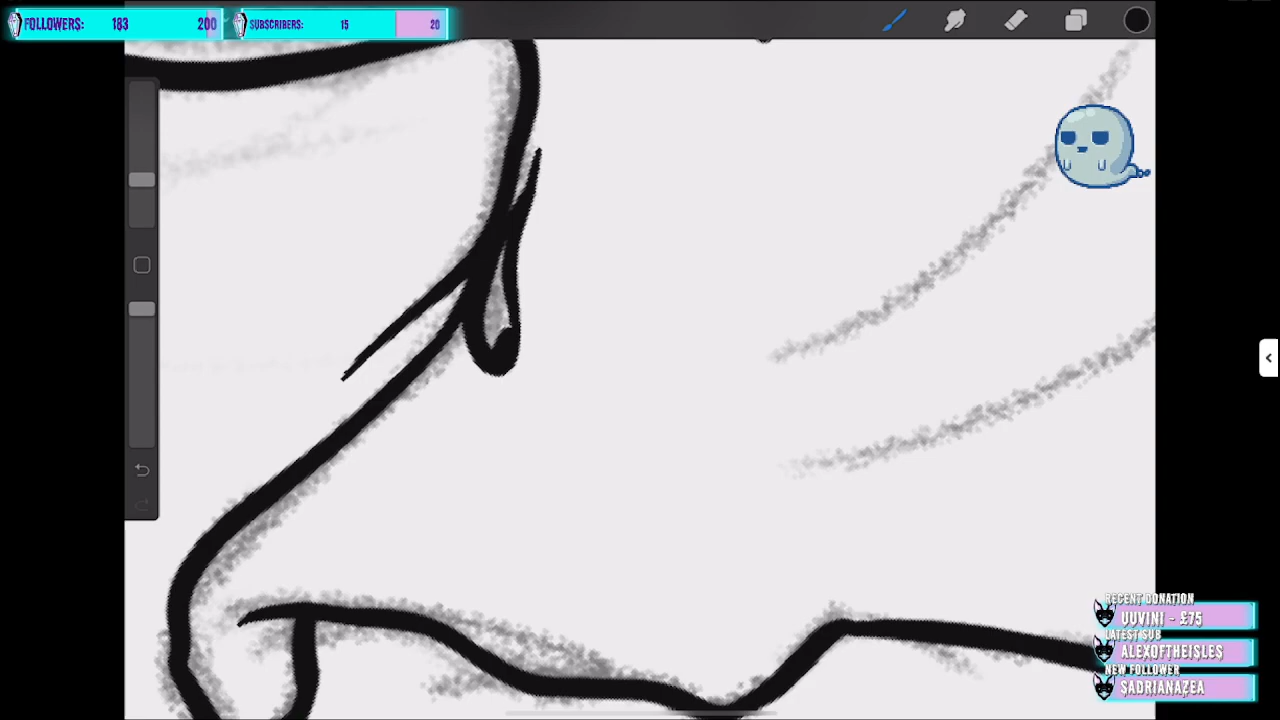 FOLLOWERS: 183 200
SUBSCRIBERS: 15 20
RECENT DONATION
UUVINI - £75
LATEST SUB
ALEXOFTHEISLES
NEW FOLLOWER
SADRIANAZEA